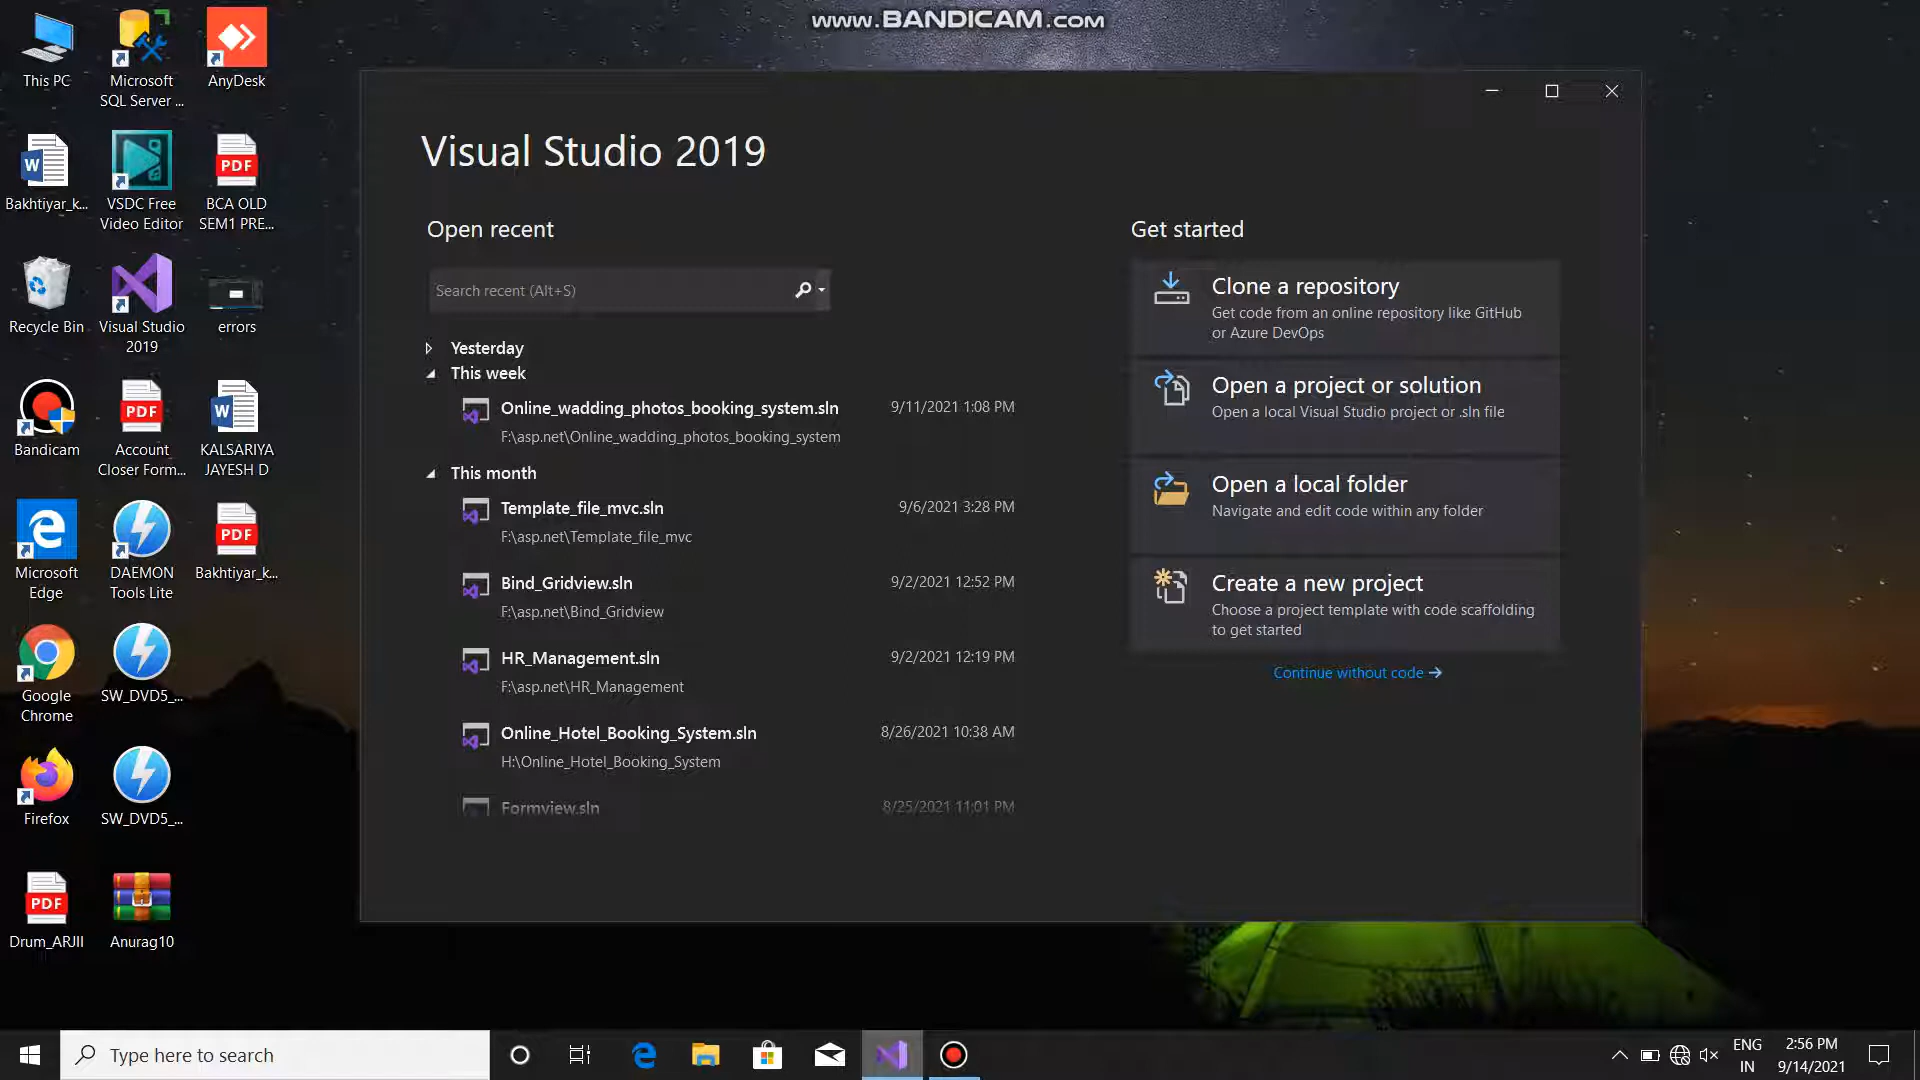 www.BANDICAM.com
This PC
Microsoft
SQL Server ...
AnyDesk
Bakhtiyar_k...
VSDC Free
Video Editor
PDF
BCA OLD
SEM1 PRE...
Recycle Bin
Visual Studio
2019
errors
Bandicam
PDF
Account
Closer Form...
KALSARIYA
JAYESH D
Microsoft
Edge
DAEMON
Tools Lite
PDF
Bakhtiyar_k...
Google
Chrome
SW_DVD5_...
Firefox
SW_DVD5_...
PDF
Drum_ARJII
Anurag10
Visual Studio 2019
Open recent
Search recent (Alt+S)
Yesterday
This week
Online_wadding_photos_booking_system.sln
9/11/2021 1:08 PM
F:\asp.net\Online_wadding_photos_booking_system
This month
Template_file_mvc.sln
9/6/2021 3:28 PM
F:\asp.net\Template_file_mvc
Bind_Gridview.sln
9/2/2021 12:52 PM
F:\asp.net\Bind_Gridview
HR_Management.sln
9/2/2021 12:19 PM
F:\asp.net\HR_Management
Online_Hotel_Booking_System.sln
8/26/2021 10:38 AM
H:\Online_Hotel_Booking_System
Formview.sln
8/25/2021 11:01 PM
Get started
Clone a repository
Get code from an online repository like GitHub
or Azure DevOps
Open a project or solution
Open a local Visual Studio project or .sln file
Open a local folder
Navigate and edit code within any folder
Create a new project
Choose a project template with code scaffolding
to get started
Continue without code →
Type here to search
ENG
IN
2:56 PM
9/14/2021